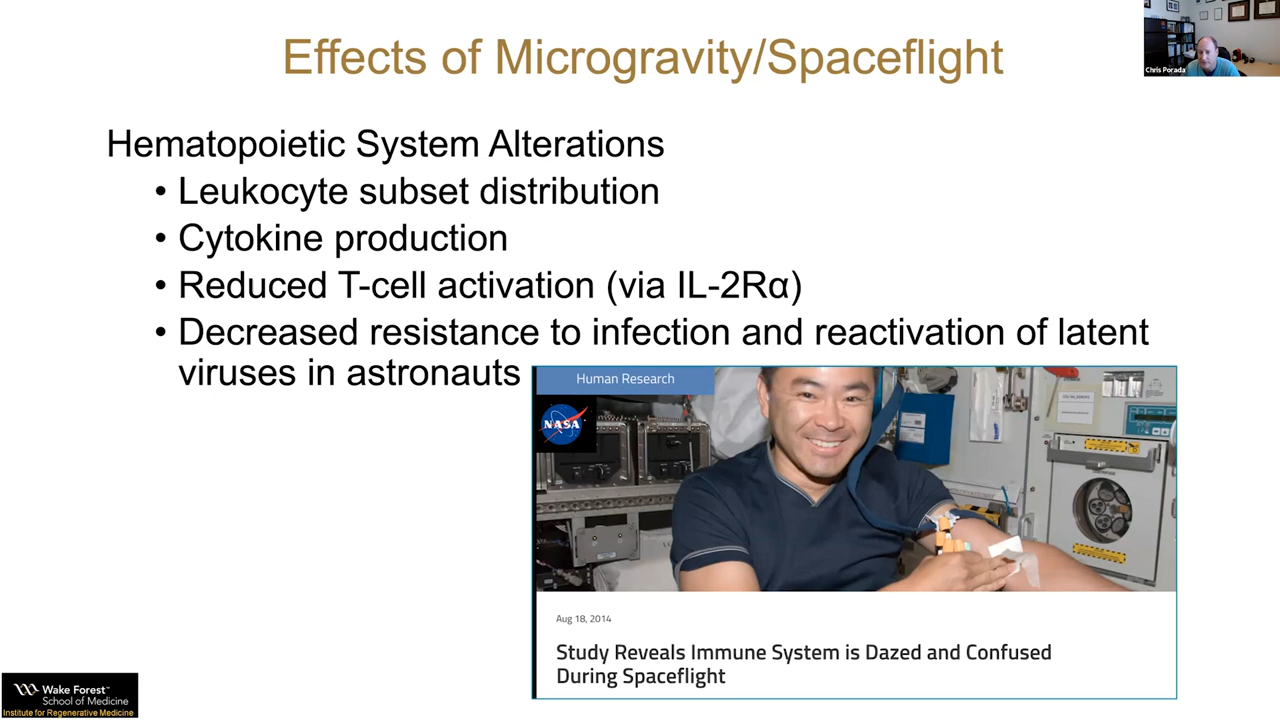 Effects of Microgravity/Spaceflight
Chris Porada
Hematopoietic System Alterations
• Leukocyte subset distribution
• Cytokine production
• Reduced T-cell activation (via IL-2Rα)
• Decreased resistance to infection and reactivation of latent
viruses in astronauts
Human Research
NASA
Aug 18, 2014
Study Reveals Immune System is Dazed and Confused
During Spaceflight
Wake Forest™
School of Medicine
Institute for Regenerative Medicine